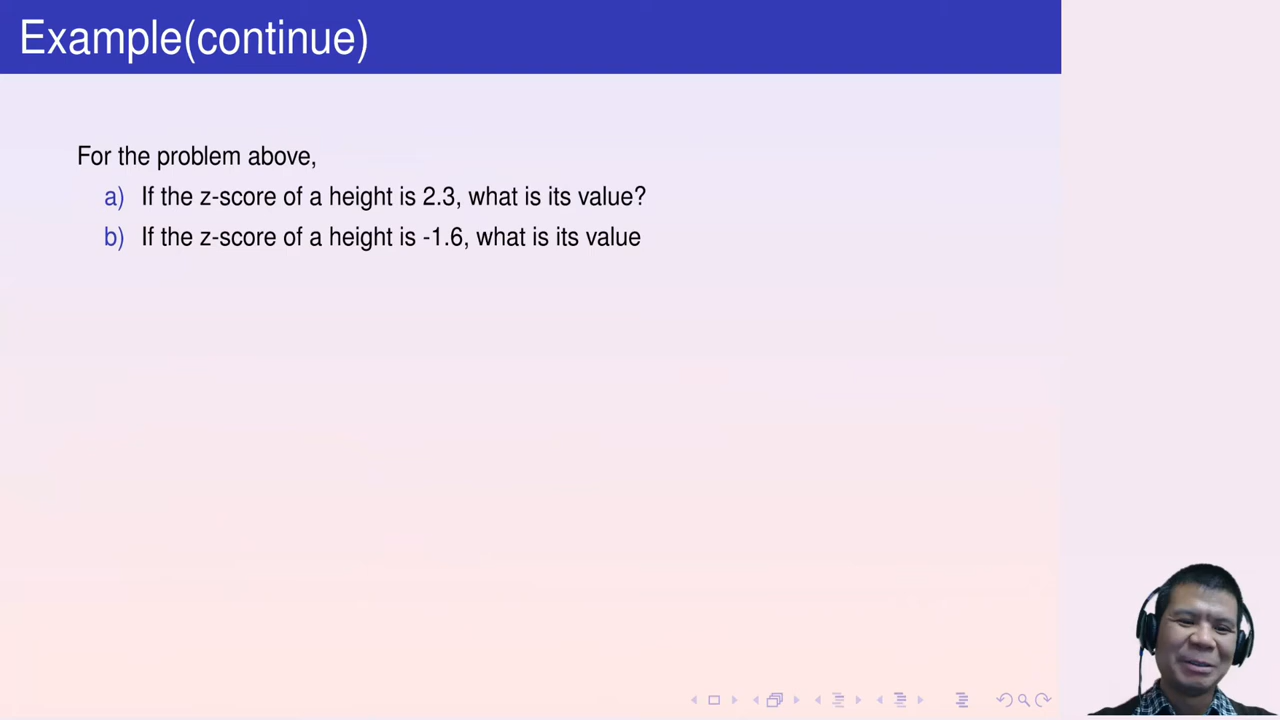 Example(continue)
For the problem above,
a) If the z-score of a height is 2.3, what is its value?
b) If the z-score of a height is -1.6, what is its value